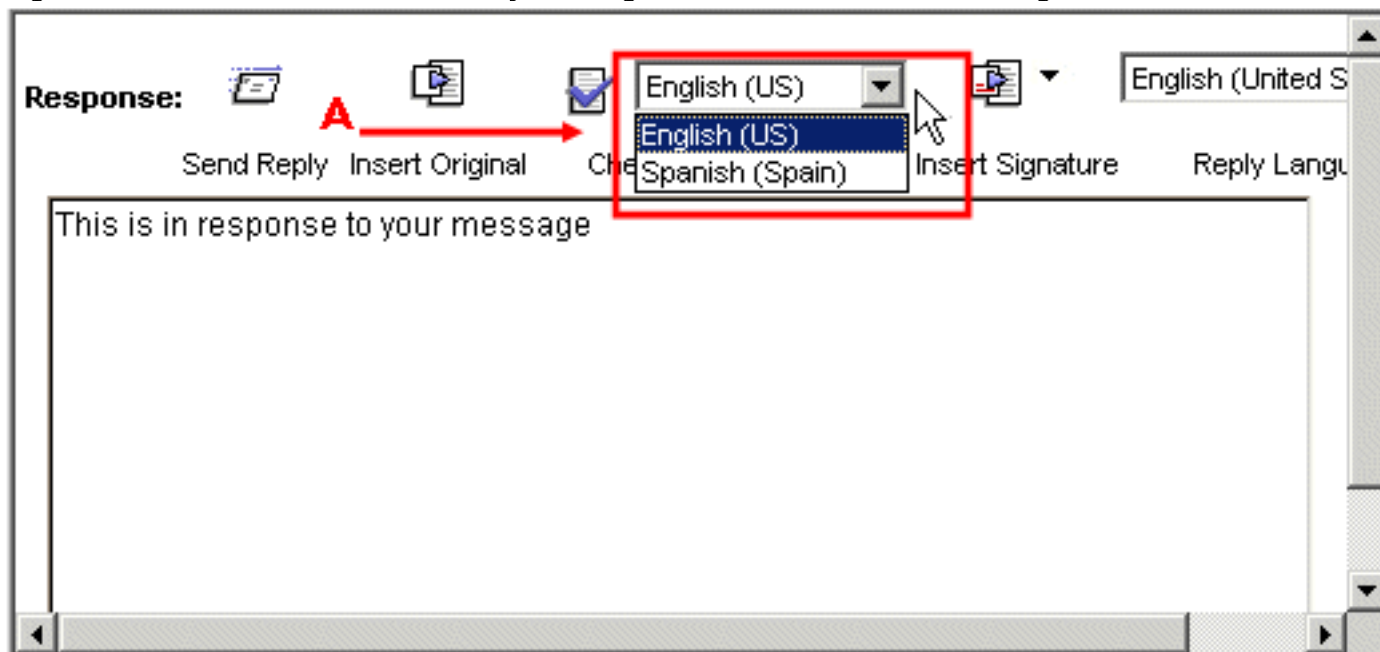 English (US)
English (United S
Response:
A
English (US)
Spanish (Spain)
Send Reply Insert Original Che Insert Signature Reply Langu
This is in response to your message